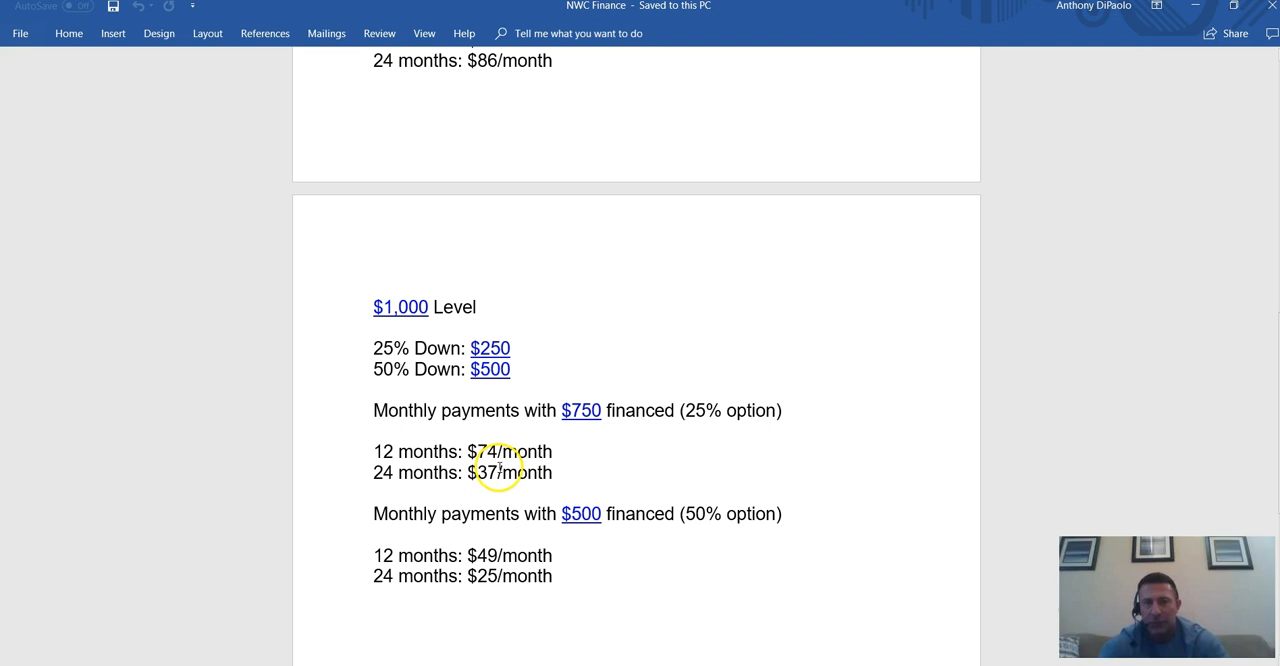 AutoSave Off
NWC Finance - Saved to this PC
Anthony DiPaolo
File Home Insert Design Layout References Mailings Review View Help Tell me what you want to do Share
24 months: $86/month
$1,000 Level
25% Down: $250
50% Down: $500
Monthly payments with $750 financed (25% option)
12 months: $74/month
24 months: $37/month
Monthly payments with $500 financed (50% option)
12 months: $49/month
24 months: $25/month